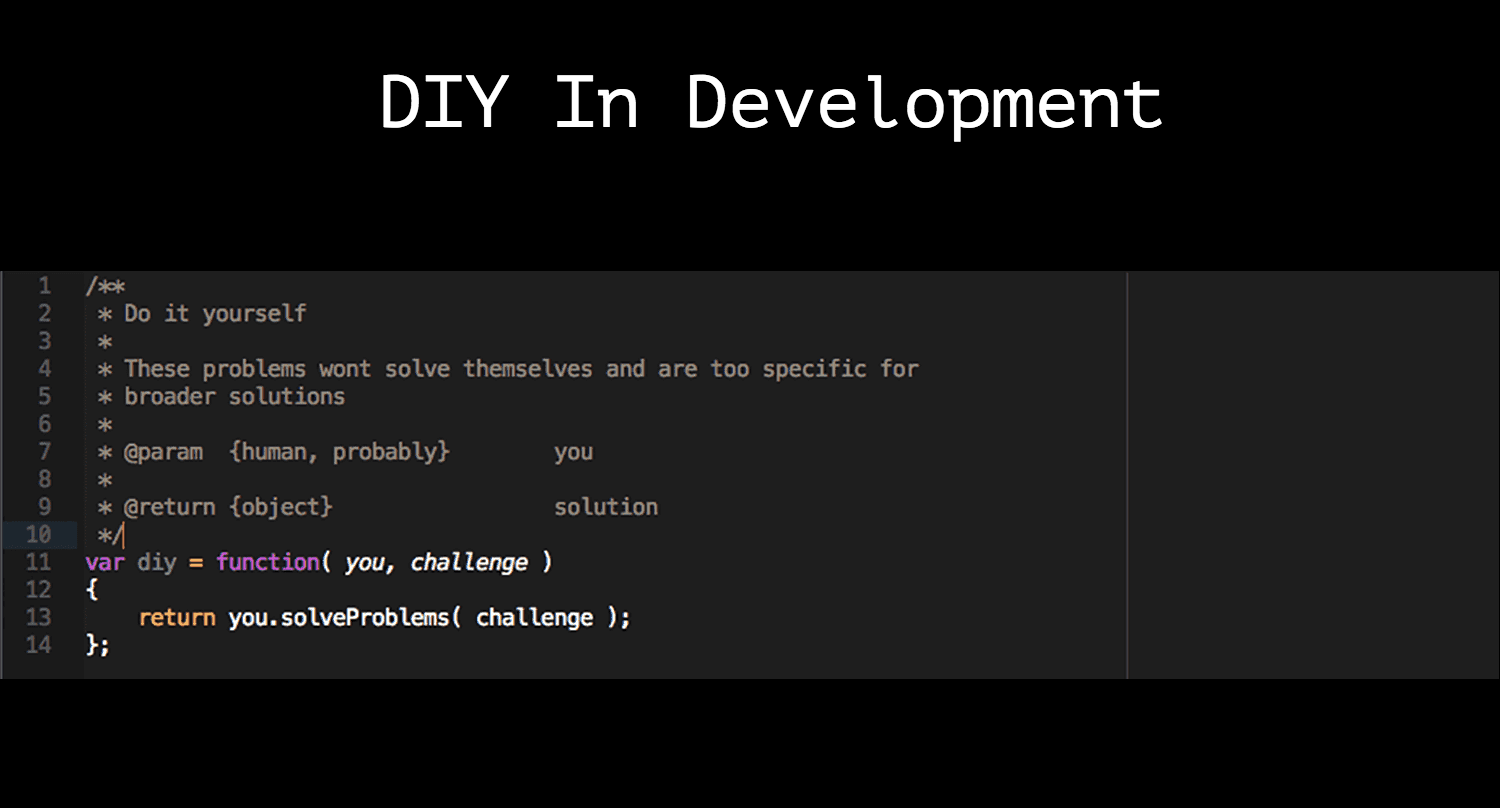 DIY In Development
1 /**
2  * Do it yourself
3  *
4  * These problems wont solve themselves and are too specific for
5  * broader solutions
6  *
7  * @param  {human, probably}        you
8  *
9  * @return {object}                 solution
10  */
11 var diy = function( you, challenge )
12 {
13     return you.solveProblems( challenge );
14 };